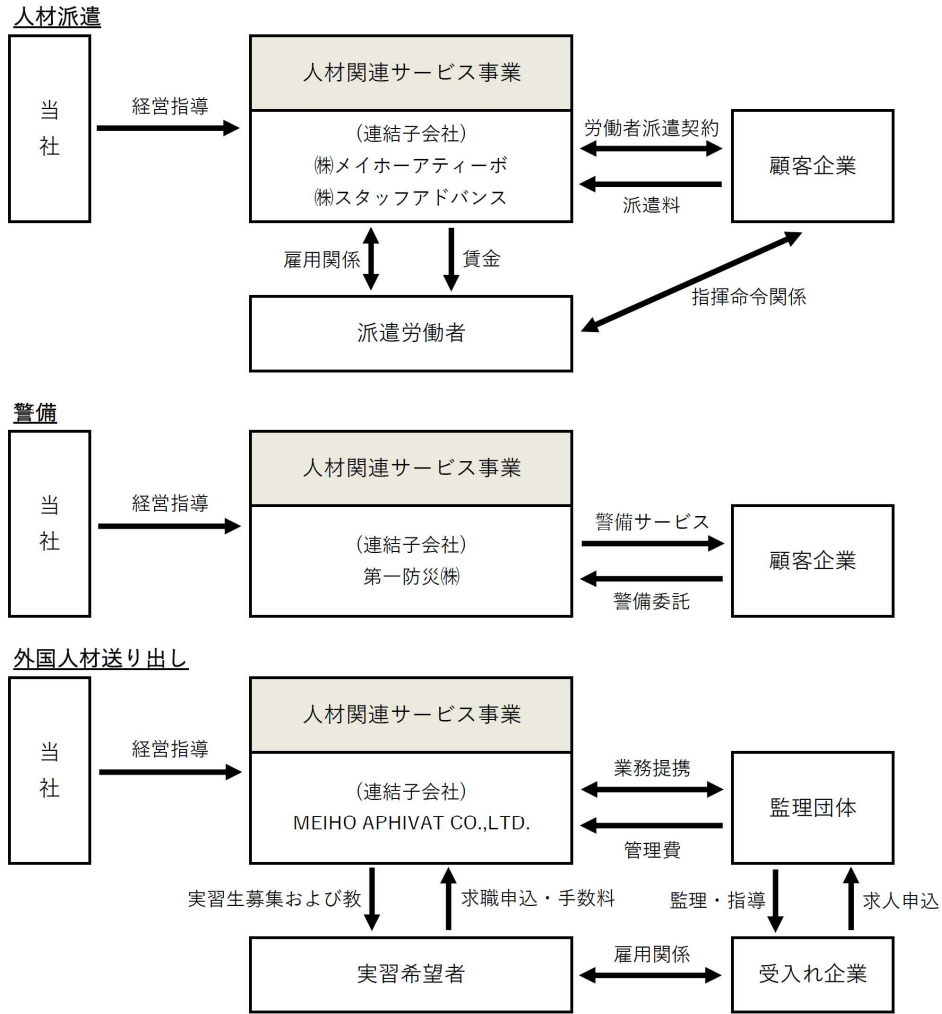 人材派遣
当
社
経営指導
人材関連サービス事業
(連結子会社)
㈱メイホーアティーボ
㈱スタッフアドバンス
労働者派遣契約
派遣料
顧客企業
雇用関係
賃金
指揮命令関係
派遣労働者
警備
当
社
経営指導
人材関連サービス事業
(連結子会社)
第一防災㈱
警備サービス
警備委託
顧客企業
外国人材送り出し
当
社
経営指導
人材関連サービス事業
(連結子会社)
MEIHO APHIVAT CO.,LTD.
業務提携
管理費
監理団体
実習生募集および教
求職申込・手数料
監理・指導
求人申込
実習希望者
雇用関係
受入れ企業